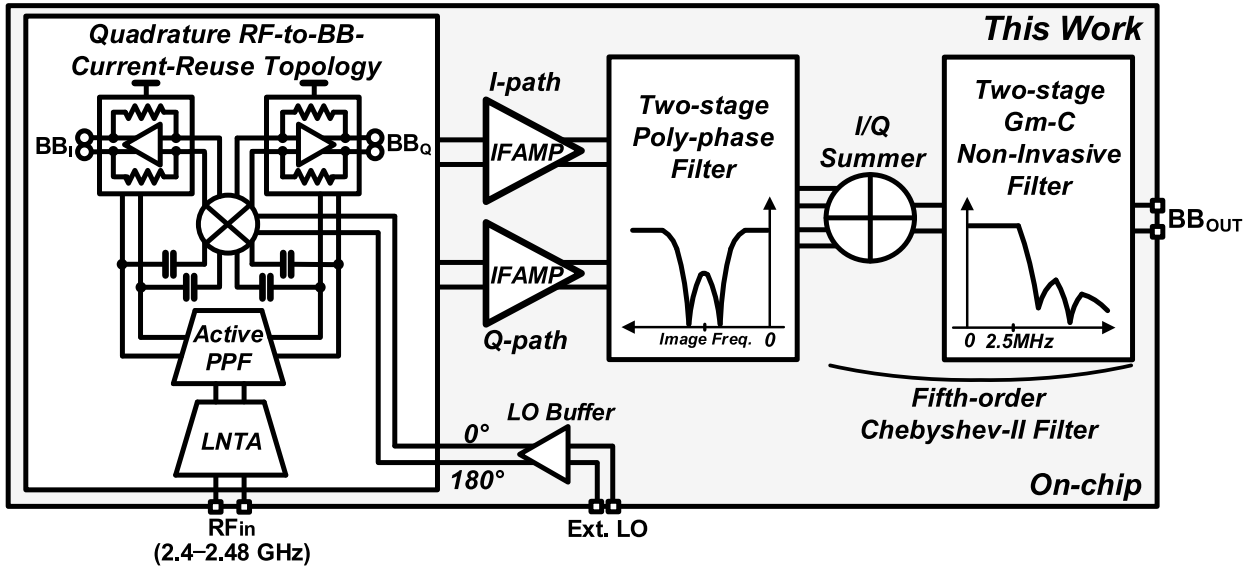 This Work
Quadrature RF-to-BB-
Current-Reuse Topology
BBI
BBQ
Active
PPF
LNTA
RFin
(2.4–2.48 GHz)
I-path
IFAMP
IFAMP
Q-path
LO Buffer
0°
180°
Ext. LO
Two-stage
Poly-phase
Filter
Image Freq.
0
I/Q
Summer
Two-stage
Gm-C
Non-Invasive
Filter
0
2.5MHz
BBOUT
Fifth-order
Chebyshev-II Filter
On-chip